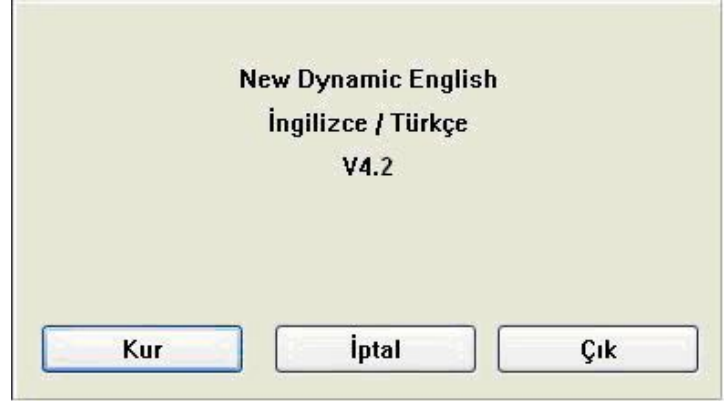 New Dynamic English
İngilizce / Türkçe
V4.2
Kur
İptal
Çık